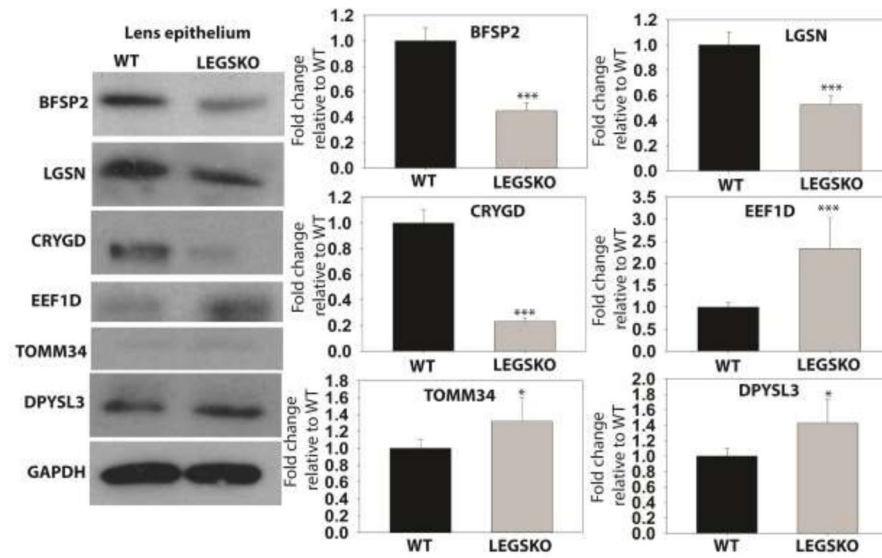 Lens epithelium
WT LEGSKO
BFSP2
LGSN
CRYGD
EEF1D
TOMM34
DPYSL3
GAPDH
BFSP2
Fold change
relative to WT
1.2
1.0
0.8
0.6
0.4
0.2
0.0
***
WT LEGSKO
LGSN
Fold change
relative to WT
1.2
1.0
0.8
0.6
0.4
0.2
0.0
***
WT LEGSKO
CRYGD
Fold change
relative to WT
1.2
1.0
0.8
0.6
0.4
0.2
0.0
***
WT LEGSKO
EEF1D
Fold change
relative to WT
3.5
3.0
2.5
2.0
1.5
1.0
0.5
0.0
***
WT LEGSKO
TOMM34
Fold change
relative to WT
1.8
1.6
1.4
1.2
1.0
0.8
0.6
0.4
0.2
0.0
*
WT LEGSKO
DPYSL3
Fold change
relative to WT
2.0
1.8
1.6
1.4
1.2
1.0
0.8
0.6
0.4
0.2
0.0
*
WT LEGSKO